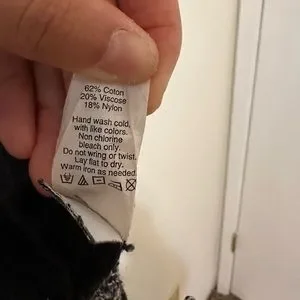 62% Coton
20% Viscose
18% Nylon
Hand wash cold,
with like colors.
Non chlorine
bleach only.
Do not wring or twist.
Lay flat to dry.
Warm iron as needed.